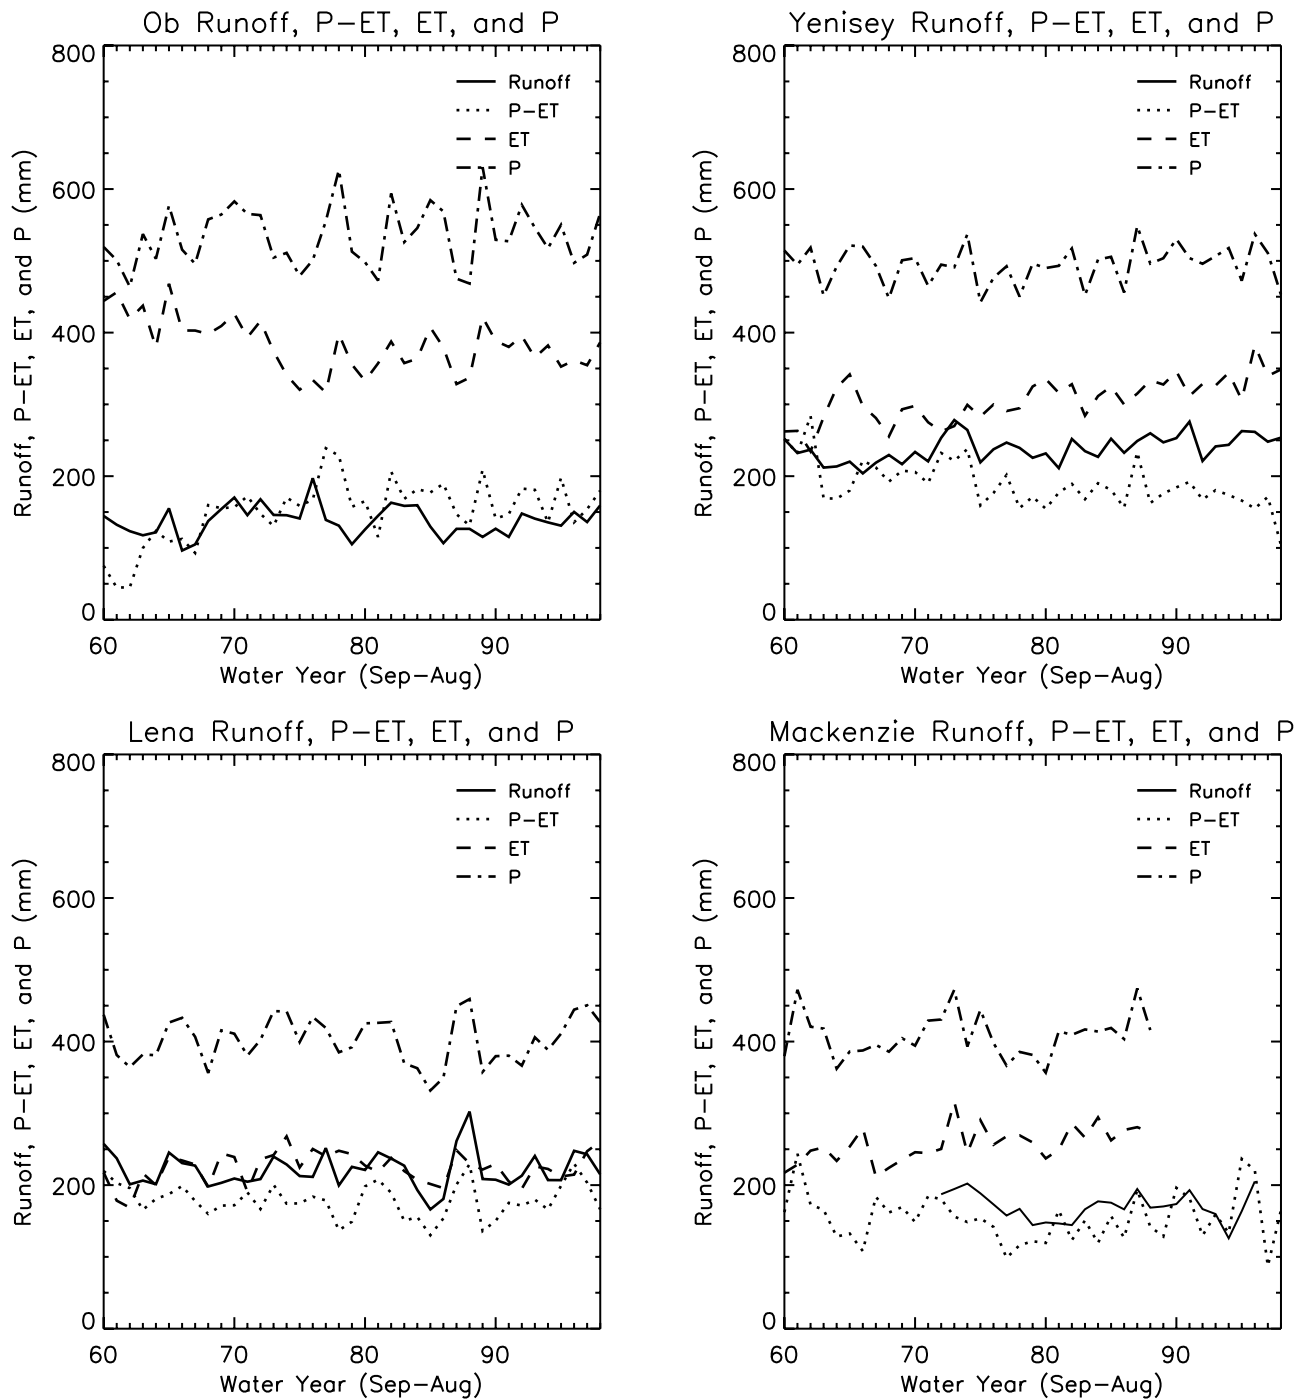 Ob Runoff, P−ET, ET, and P
800
600
400
200
0
Runoff, P−ET, ET, and P (mm)
Runoff
P−ET
ET
P
60 70 80 90
Water Year (Sep−Aug)
Yenisey Runoff, P−ET, ET, and P
800
600
400
200
0
Runoff, P−ET, ET, and P (mm)
Runoff
P−ET
ET
P
60 70 80 90
Water Year (Sep−Aug)
Lena Runoff, P−ET, ET, and P
800
600
400
200
0
Runoff, P−ET, ET, and P (mm)
Runoff
P−ET
ET
P
60 70 80 90
Water Year (Sep−Aug)
Mackenzie Runoff, P−ET, ET, and P
800
600
400
200
0
Runoff, P−ET, ET, and P (mm)
Runoff
P−ET
ET
P
60 70 80 90
Water Year (Sep−Aug)